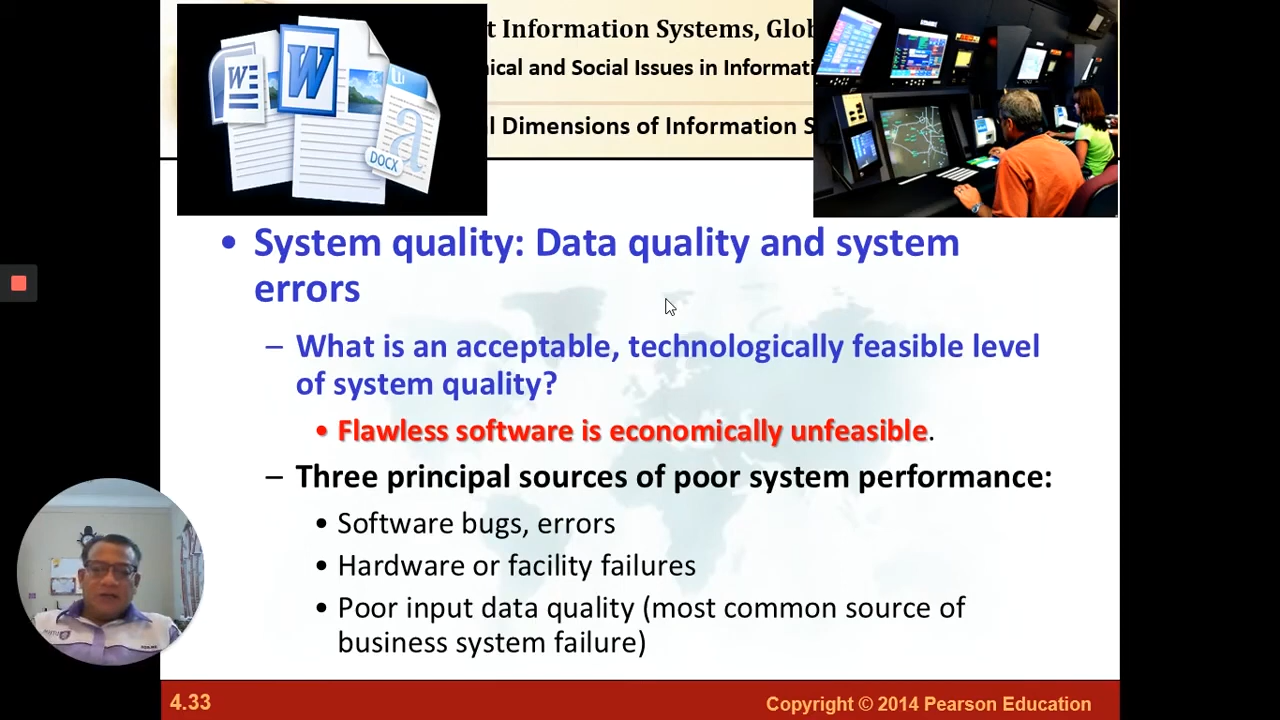 t Information Systems, Glob
ical and Social Issues in Informati
l Dimensions of Information S
W
W
W
a
DOCX
• System quality: Data quality and system
errors
– What is an acceptable, technologically feasible level
of system quality?
• Flawless software is economically unfeasible.
– Three principal sources of poor system performance:
• Software bugs, errors
• Hardware or facility failures
• Poor input data quality (most common source of
business system failure)
4.33
Copyright © 2014 Pearson Education